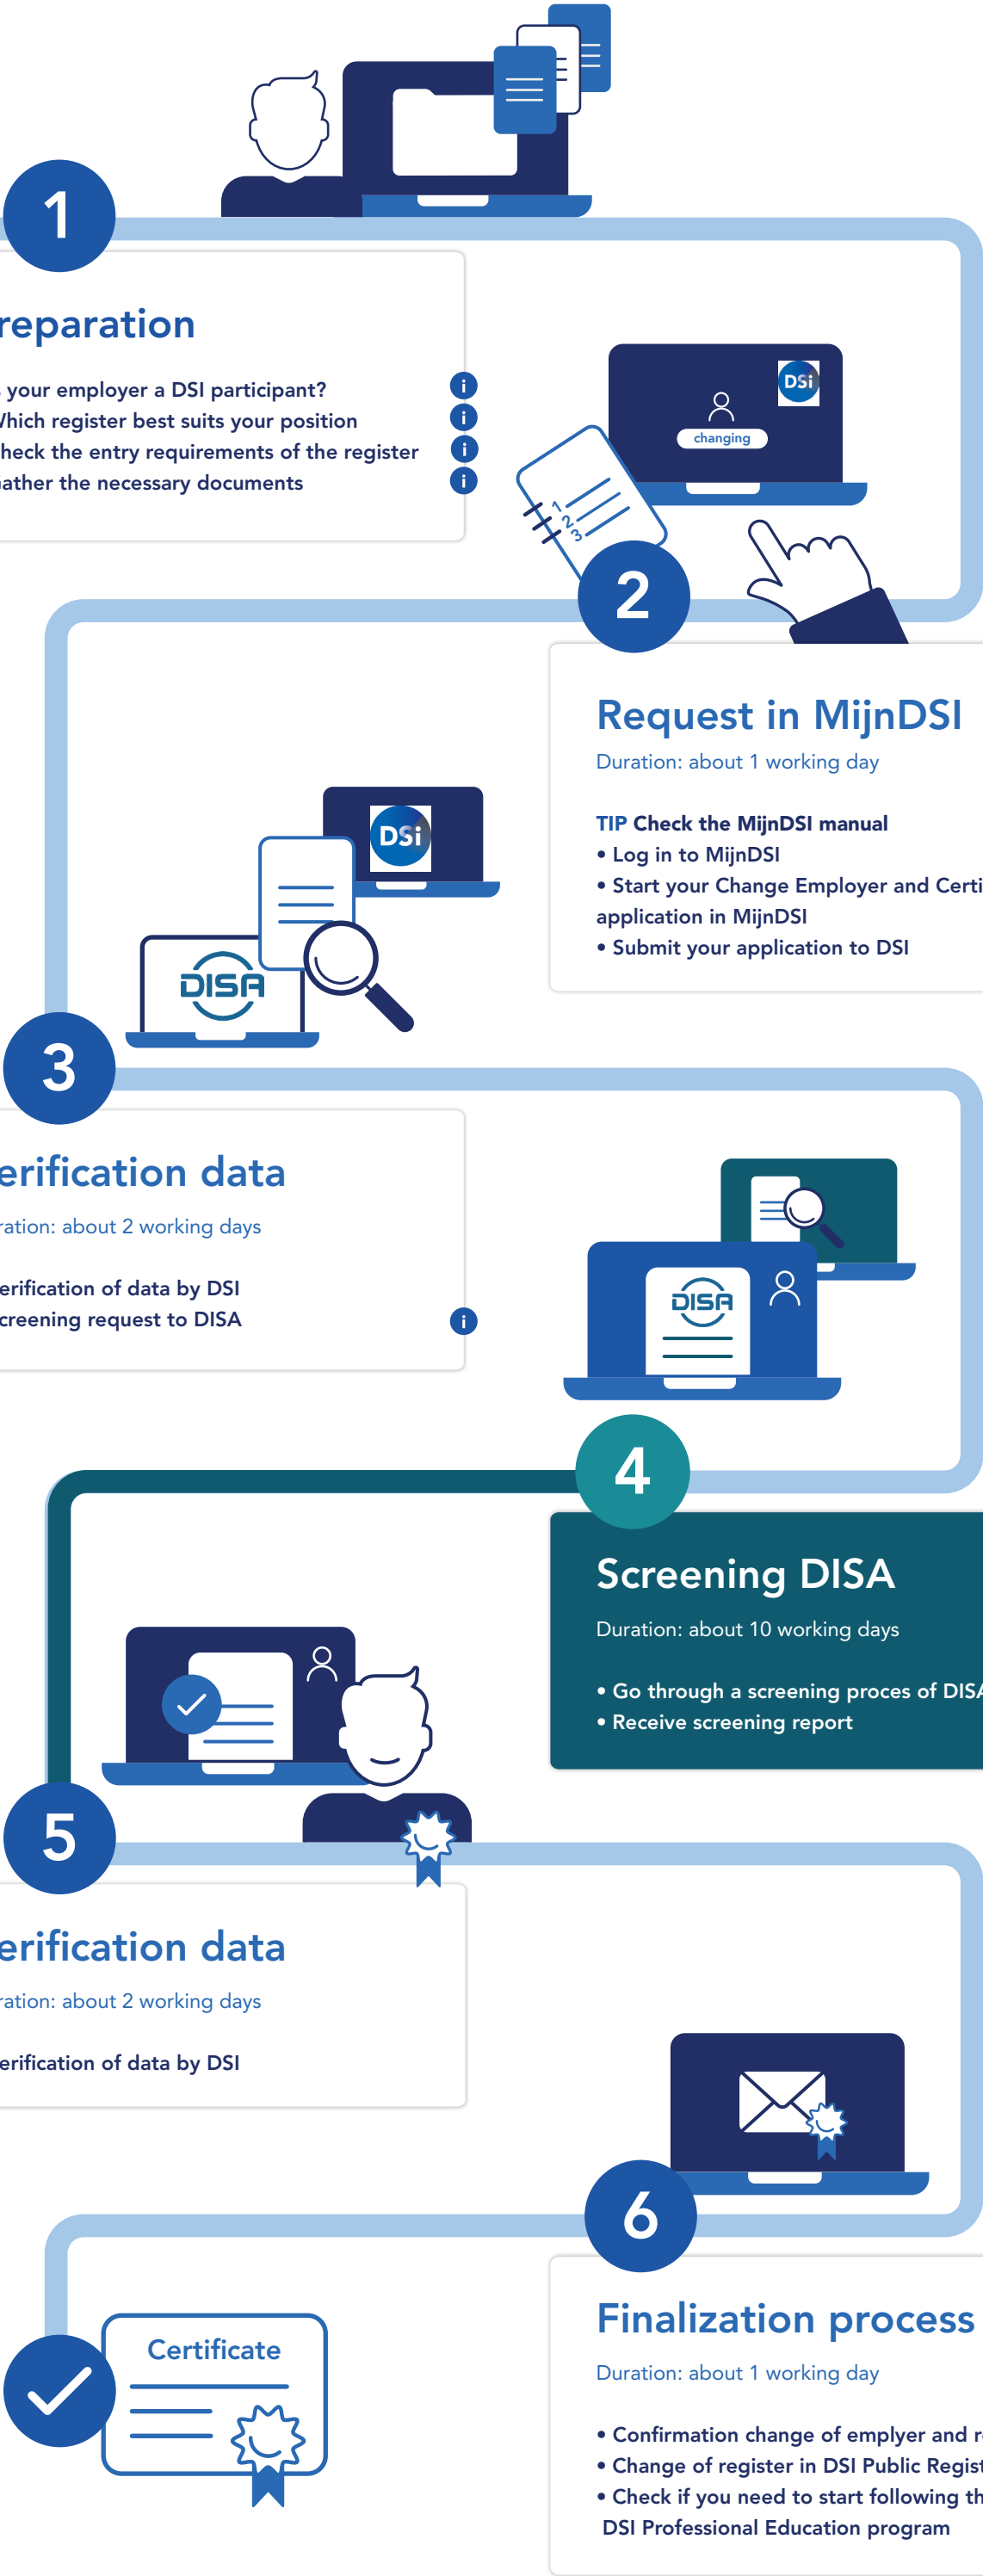 1
reparation
your employer a DSI participant?
hich register best suits your position
heck the entry requirements of the register
ather the necessary documents
i
i
i
i
DSi
changing
1
2
3
2
Request in MijnDSI
Duration: about 1 working day
TIP Check the MijnDSI manual
• Log in to MijnDSI
• Start your Change Employer and Certi
application in MijnDSI
• Submit your application to DSI
DSi
DISA
3
erification data
ration: about 2 working days
erification of data by DSI
creening request to DISA
i
DISA
4
Screening DISA
Duration: about 10 working days
• Go through a screening proces of DISA
• Receive screening report
5
erification data
ration: about 2 working days
erification of data by DSI
6
Finalization process
Duration: about 1 working day
• Confirmation change of emplyer and r
• Change of register in DSI Public Regist
• Check if you need to start following th
DSI Professional Education program
Certificate